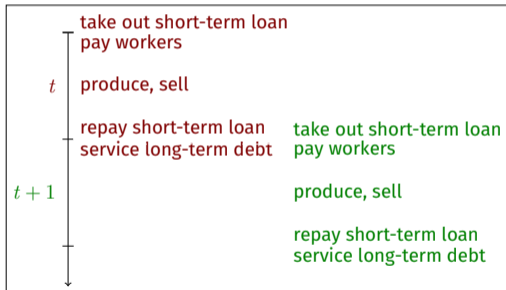 take out short-term loan
pay workers
t
produce, sell
repay short-term loan
service long-term debt
take out short-term loan
pay workers
t + 1
produce, sell
repay short-term loan
service long-term debt